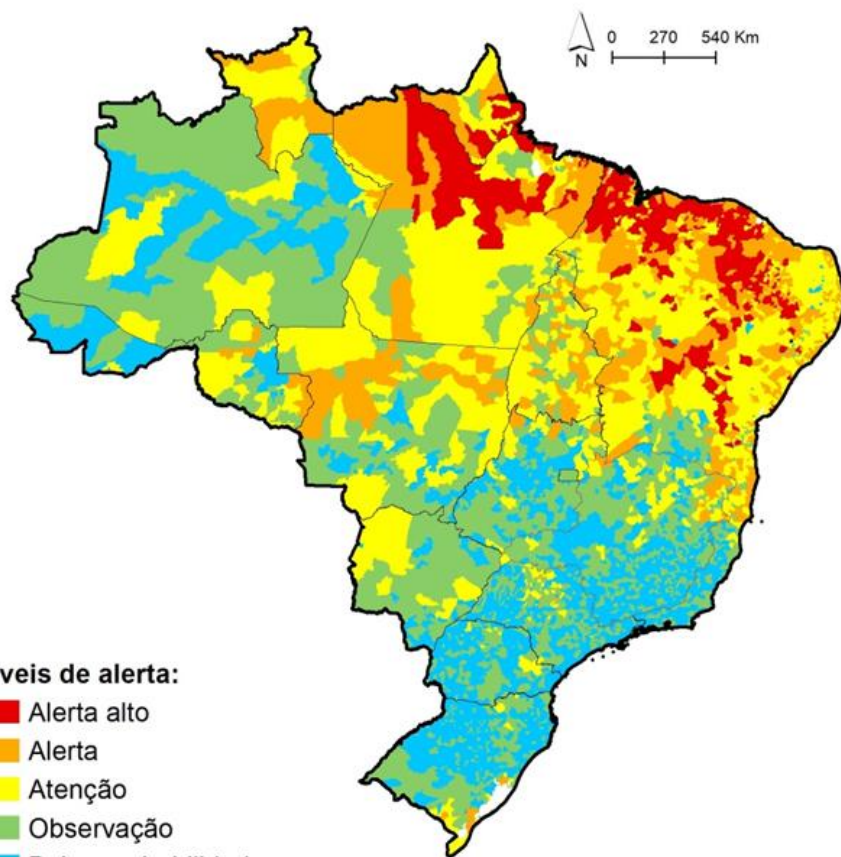 0 270 540 Km
N
veis de alerta:
Alerta alto
Alerta
Atenção
Observação